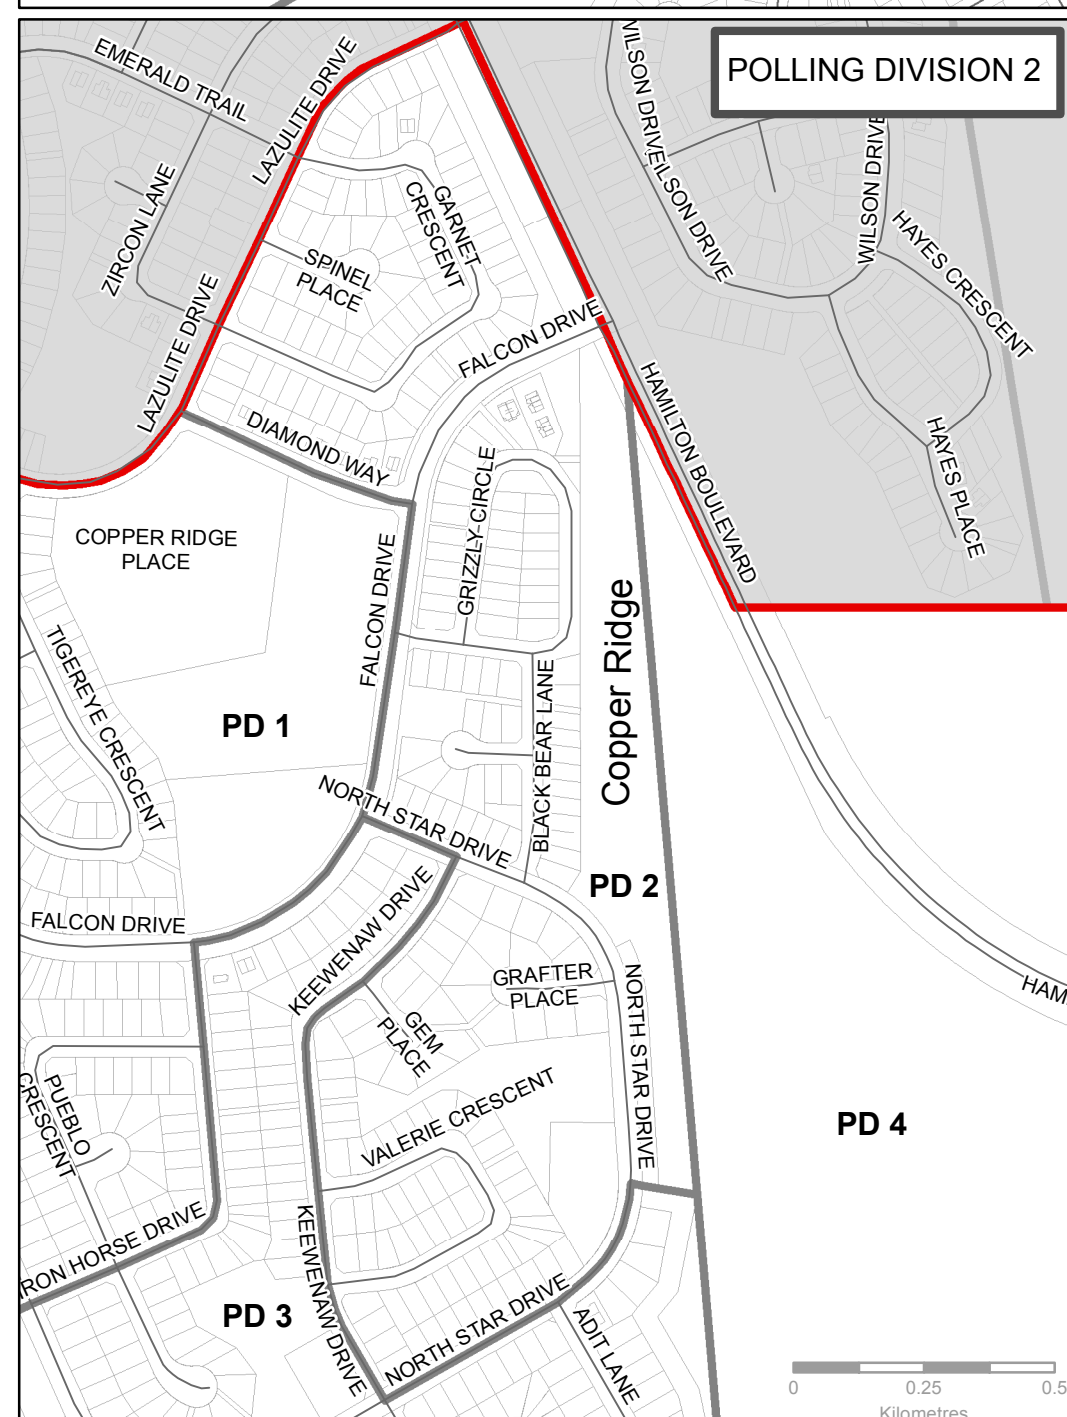 POLLING DIVISION 2
EMERALD TRAIL
LAZULITE DRIVE
WILSON DRIVE
WILSON DRIVE
WILSON DRIVE
ZIRCON LANE
GARNET
CRESCENT
HAYES CRESCENT
SPINEL
PLACE
LAZULITE DRIVE
FALCON DRIVE
HAMILTON BOULEVARD
DIAMOND WAY
HAYES PLACE
GRIZZLY CIRCLE
COPPER RIDGE
PLACE
FALCON DRIVE
Copper Ridge
TIGEREYE CRESCENT
BLACK BEAR LANE
PD 1
NORTH STAR DRIVE
PD 2
KEEWENAW DRIVE
FALCON DRIVE
GRAFTER
PLACE
NORTH STAR DRIVE
HAM
GEM
PLACE
PUEBLO
CRESCENT
VALERIE CRESCENT
PD 4
IRON HORSE DRIVE
KEEWENAW DRIVE
PD 3
NORTH STAR DRIVE
ADIT LANE
0 0.25 0.5
Kilometres